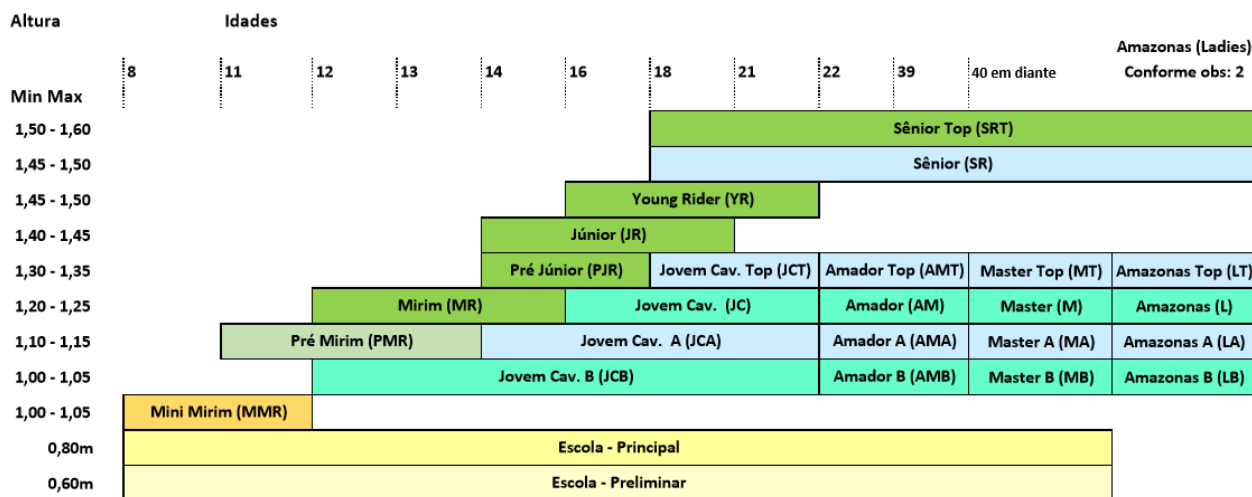 Altura Idades
Amazonas (Ladies)
8 11 12 13 14 16 18 21 22 39 40 em diante Conforme obs: 2
Min Max
1,50 - 1,60 Sênior Top (SRT)
1,45 - 1,50 Sênior (SR)
1,45 - 1,50 Young Rider (YR)
1,40 - 1,45 Júnior (JR)
1,30 - 1,35 Pré Júnior (PJR) Jovem Cav. Top (JCT) Amador Top (AMT) Master Top (MT) Amazonas Top (LT)
1,20 - 1,25 Mirim (MR) Jovem Cav. (JC) Amador (AM) Master (M) Amazonas (L)
1,10 - 1,15 Pré Mirim (PMR) Jovem Cav. A (JCA) Amador A (AMA) Master A (MA) Amazonas A (LA)
1,00 - 1,05 Jovem Cav. B (JCB) Amador B (AMB) Master B (MB) Amazonas B (LB)
1,00 - 1,05 Mini Mirim (MMR)
0,80m Escola - Principal
0,60m Escola - Preliminar